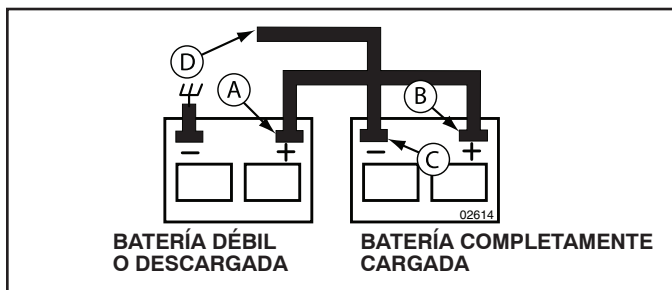 D
A
B
– + – C +
02614
BATERÍA DÉBIL
O DESCARGADA
BATERÍA COMPLETAMENTE
CARGADA